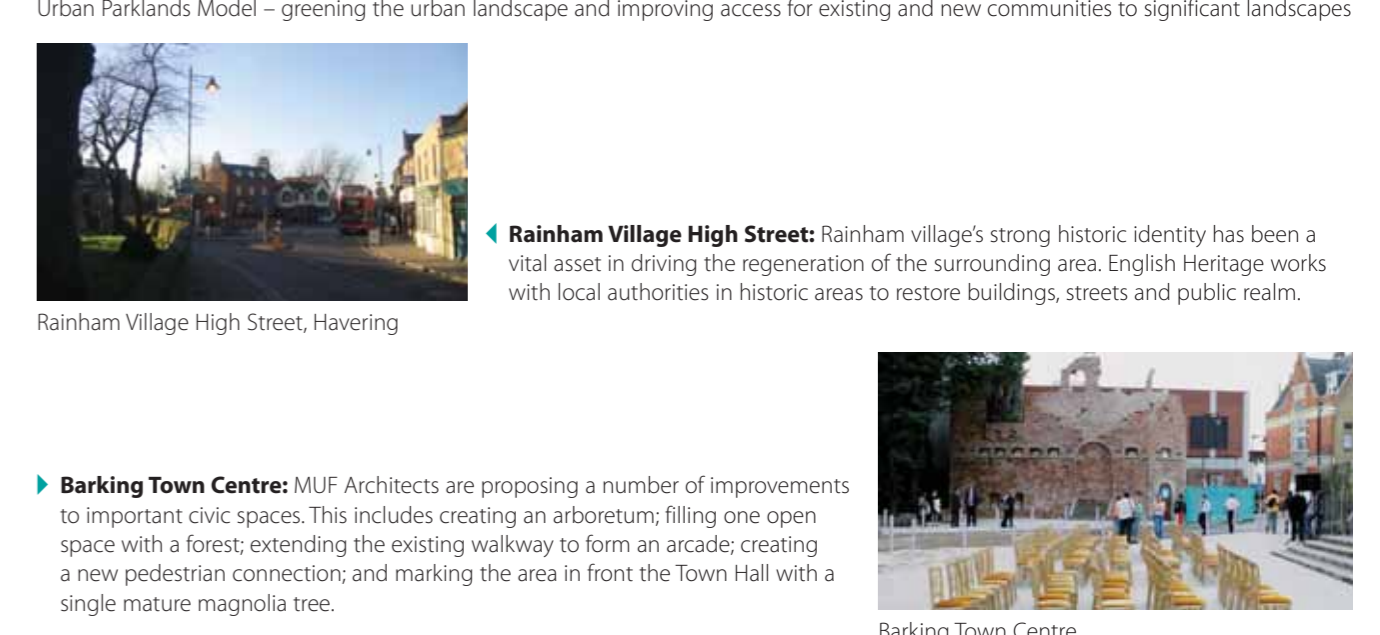 Urban Parklands Model – greening the urban landscape and improving access for existing and new communities to significant landscapes
Rainham Village High Street: Rainham village's strong historic identity has been a
vital asset in driving the regeneration of the surrounding area. English Heritage works
with local authorities in historic areas to restore buildings, streets and public realm.
Rainham Village High Street, Havering
Barking Town Centre: MUF Architects are proposing a number of improvements
to important civic spaces. This includes creating an arboretum; filling one open
space with a forest; extending the existing walkway to form an arcade; creating
a new pedestrian connection; and marking the area in front the Town Hall with a
single mature magnolia tree.
Barking Town Centre